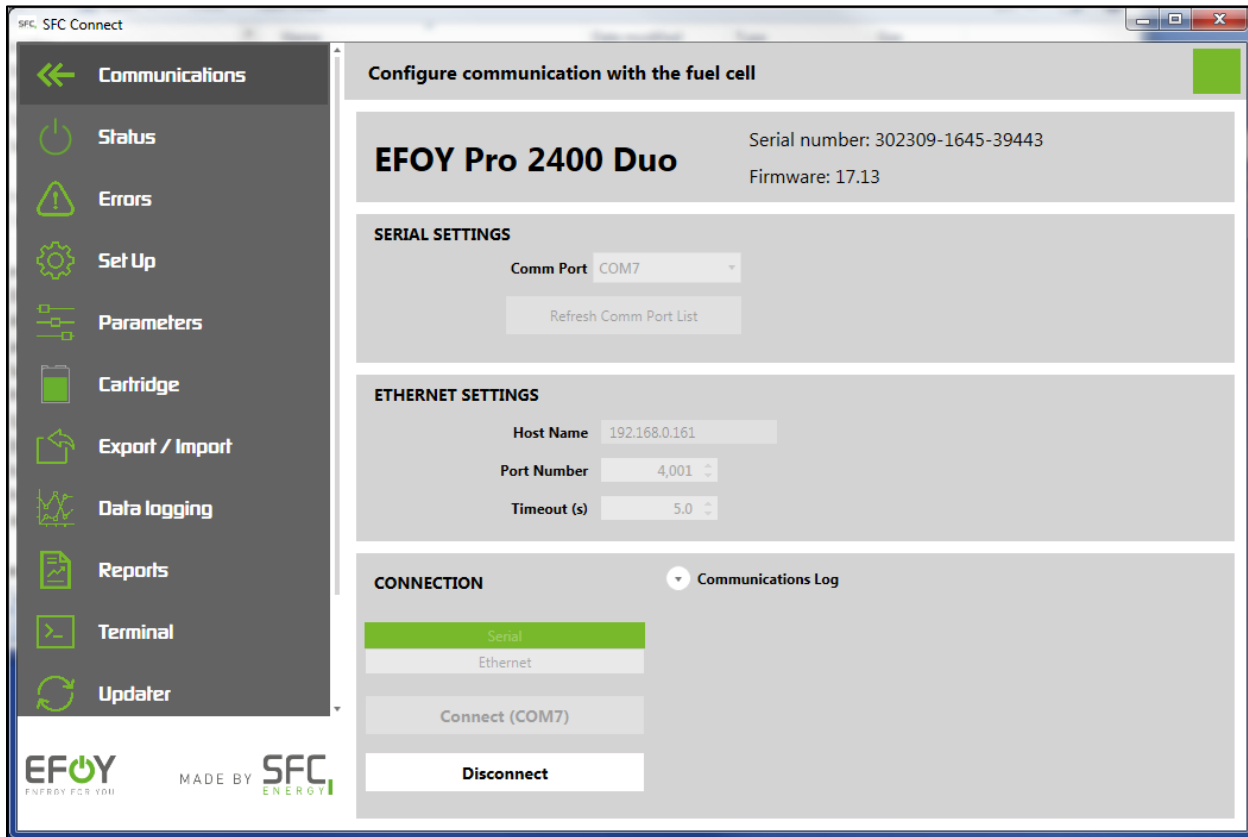 SFC SFC Connect
Communications
Status
Errors
Set Up
Parameters
Cartridge
Export / Import
Data logging
Reports
Terminal
Updater
EFOY
ENERGY FOR YOU
MADE BY SFC
ENERGY
Configure communication with the fuel cell
EFOY Pro 2400 Duo
Serial number: 302309-1645-39443
Firmware: 17.13
SERIAL SETTINGS
Comm Port COM7
Refresh Comm Port List
ETHERNET SETTINGS
Host Name 192.168.0.161
Port Number 4,001
Timeout (s) 5.0
CONNECTION
Communications Log
Serial
Ethernet
Connect (COM7)
Disconnect